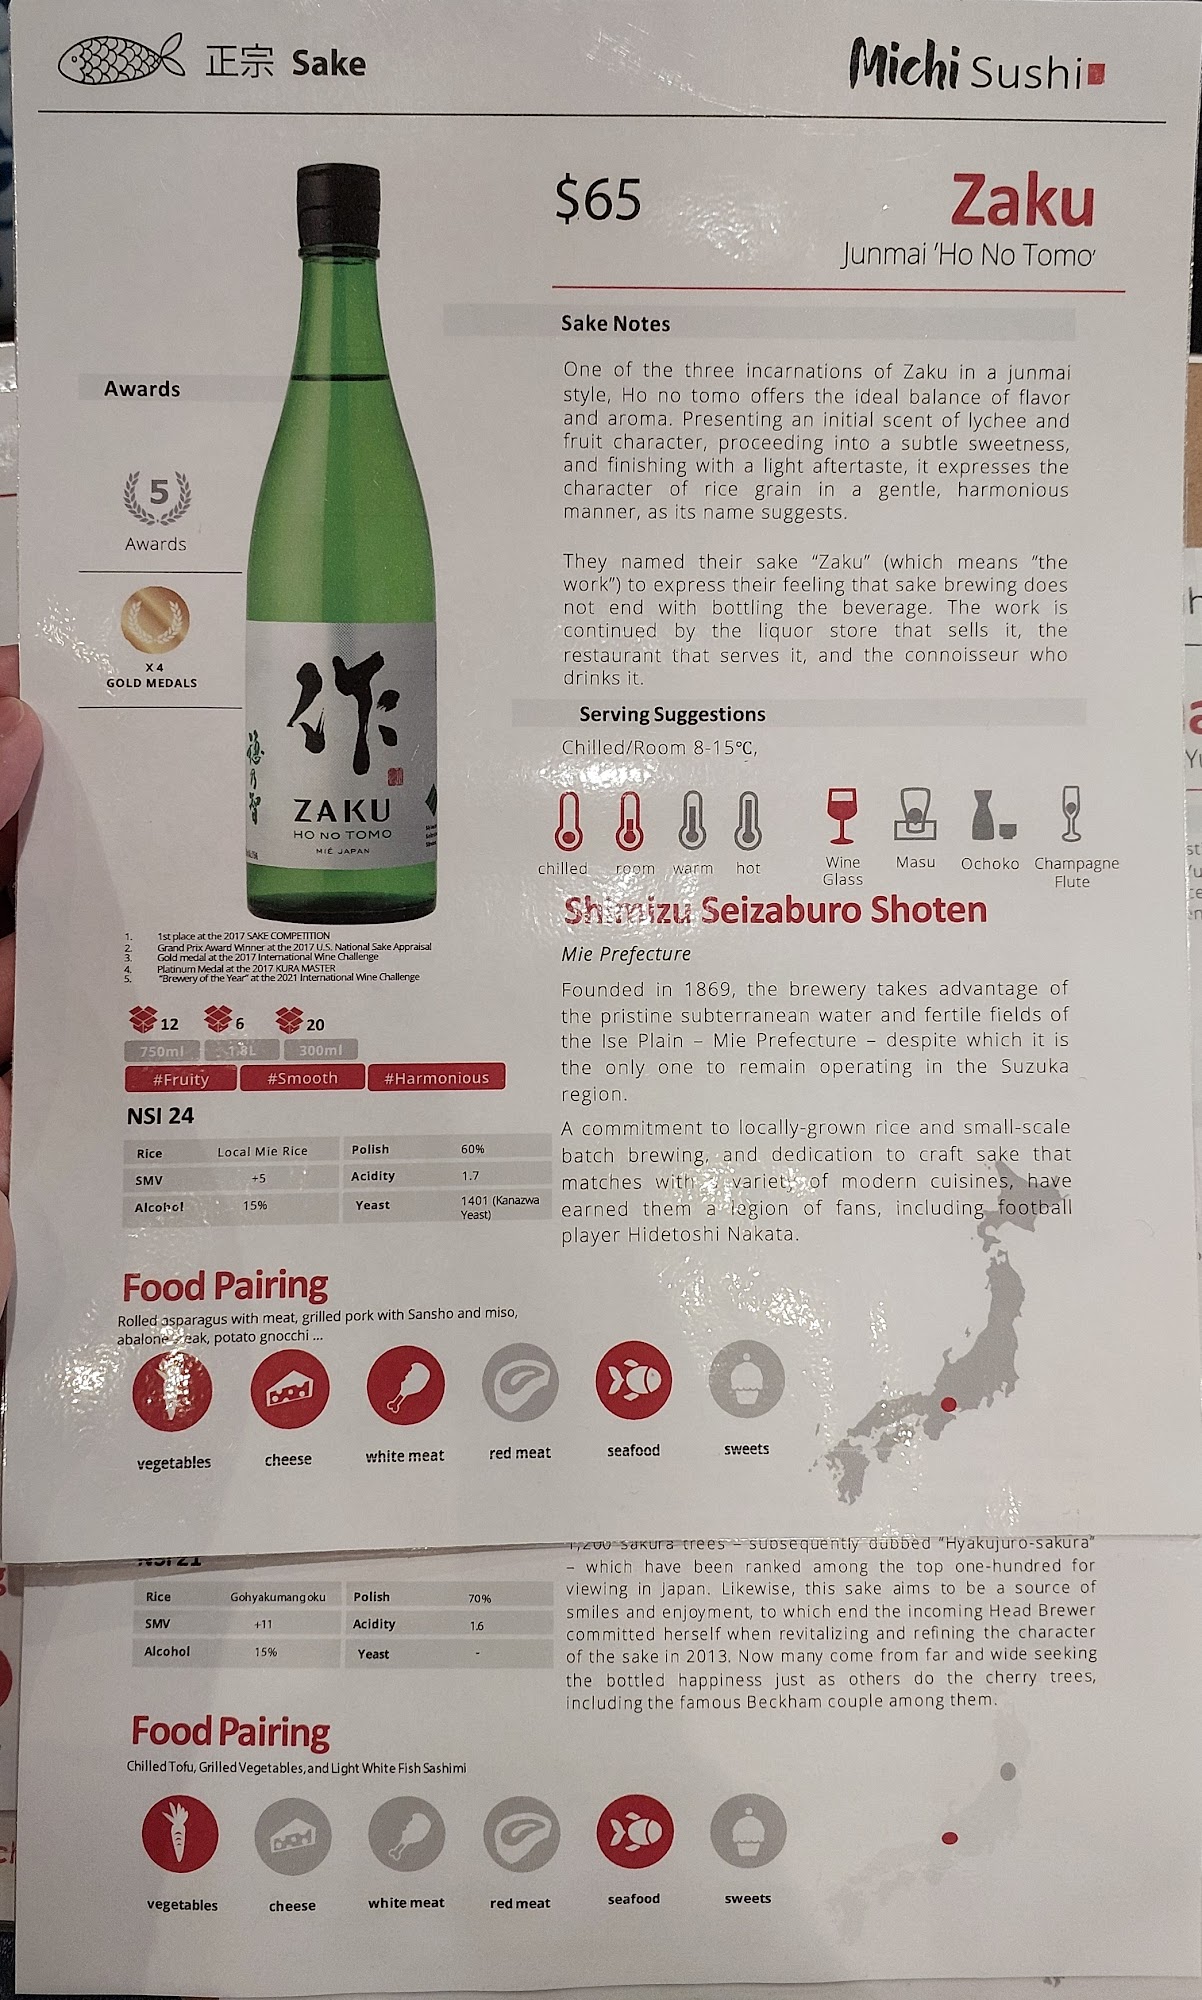 正宗 Sake
Michi Sushi
$65
Zaku
Junmai 'Ho No Tomo'
Sake Notes
One of the three incarnations of Zaku in a junmai
style, Ho no tomo offers the ideal balance of flavor
and aroma. Presenting an initial scent of lychee and
fruit character, proceeding into a subtle sweetness,
and finishing with a light aftertaste, it expresses the
character of rice grain in a gentle, harmonious
manner, as its name suggests.
They named their sake “Zaku” (which means “the
work”) to express their feeling that sake brewing does
not end with bottling the beverage. The work is
continued by the liquor store that sells it, the
restaurant that serves it, and the connoisseur who
drinks it.
Awards
5
Awards
X 4
GOLD MEDALS
作
穂乃智
ZAKU
HO NO TOMO
MIE JAPAN
Serving Suggestions
Chilled/Room 8-15℃,
chilled room warm hot
Wine Glass Masu Ochoko Champagne Flute
1. 1st place at the 2017 SAKE COMPETITION
2. Grand Prix Award Winner at the 2017 U.S. National Sake Appraisal
3. Gold medal at the 2017 International Wine Challenge
4. Platinum Medal at the 2017 KURA MASTER
5. "Brewery of the Year" at the 2021 International Wine Challenge
12 6 20
750ml 1.8L 300ml
#Fruity #Smooth #Harmonious
NSI 24
Rice Local Mie Rice Polish 60%
SMV +5 Acidity 1.7
Alcohol 15% Yeast 1401 (Kanazwa Yeast)
Shimizu Seizaburo Shoten
Mie Prefecture
Founded in 1869, the brewery takes advantage of
the pristine subterranean water and fertile fields of
the Ise Plain – Mie Prefecture – despite which it is
the only one to remain operating in the Suzuka
region.
A commitment to locally-grown rice and small-scale
batch brewing, and dedication to craft sake that
matches with a variety of modern cuisines, have
earned them a legion of fans, including football
player Hidetoshi Nakata.
Food Pairing
Rolled asparagus with meat, grilled pork with Sansho and miso,
abalone steak, potato gnocchi ...
vegetables cheese white meat red meat seafood sweets
NSI 21
Rice Gohyakumangoku Polish 70%
SMV +11 Acidity 1.6
Alcohol 15% Yeast -
1,200 sakura trees – subsequently dubbed “Hyakujuro-sakura”
– which have been ranked among the top one-hundred for
viewing in Japan. Likewise, this sake aims to be a source of
smiles and enjoyment, to which end the incoming Head Brewer
committed herself when revitalizing and refining the character
of the sake in 2013. Now many come from far and wide seeking
the bottled happiness just as others do the cherry trees,
including the famous Beckham couple among them.
Food Pairing
Chilled Tofu, Grilled Vegetables, and Light White Fish Sashimi
vegetables cheese white meat red meat seafood sweets